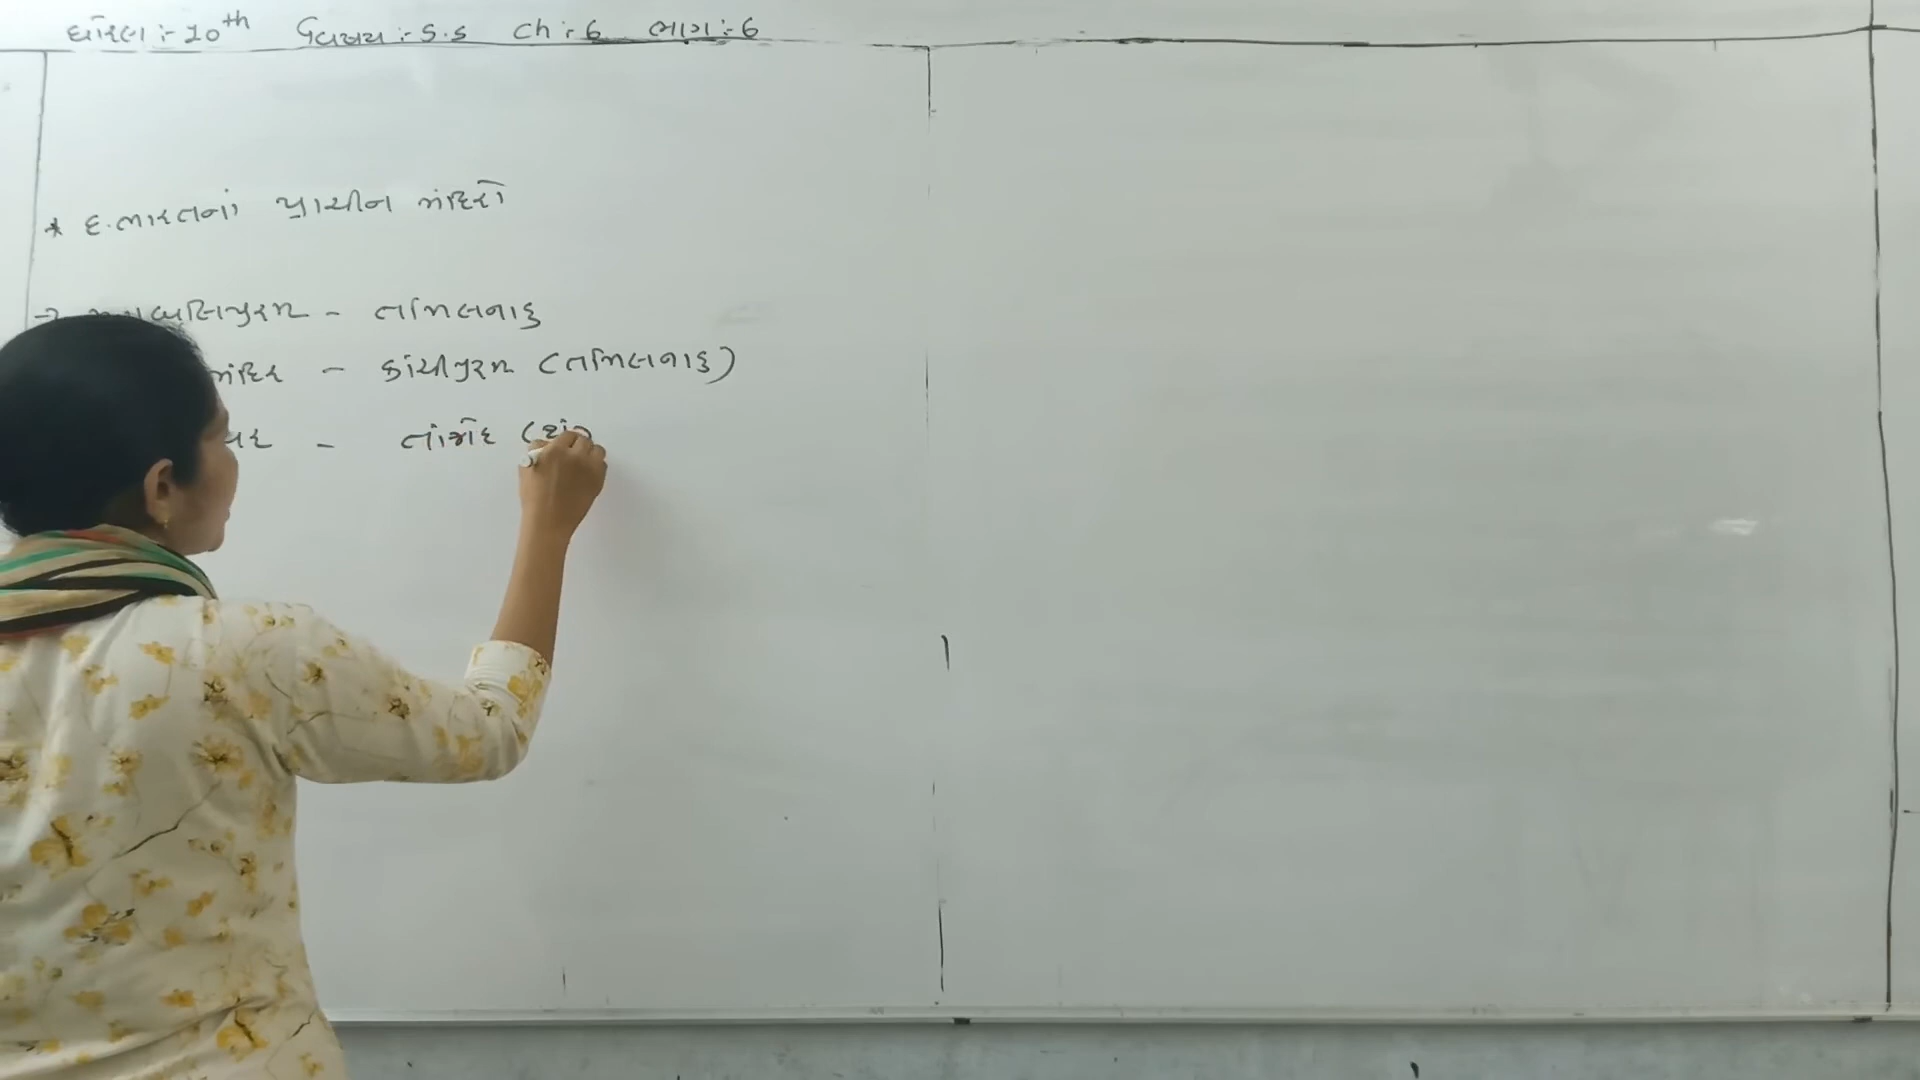 ધોરણ :- 10th વિષય :- S.S Ch :- 6 ભાગ :- 6
* દ.ભારતનાં પ્રાચીન મંદિરો
→ - તમિલનાડુ
મંદિર - કાંચીપુરમ (તમિલનાડુ)
- તાંજોર